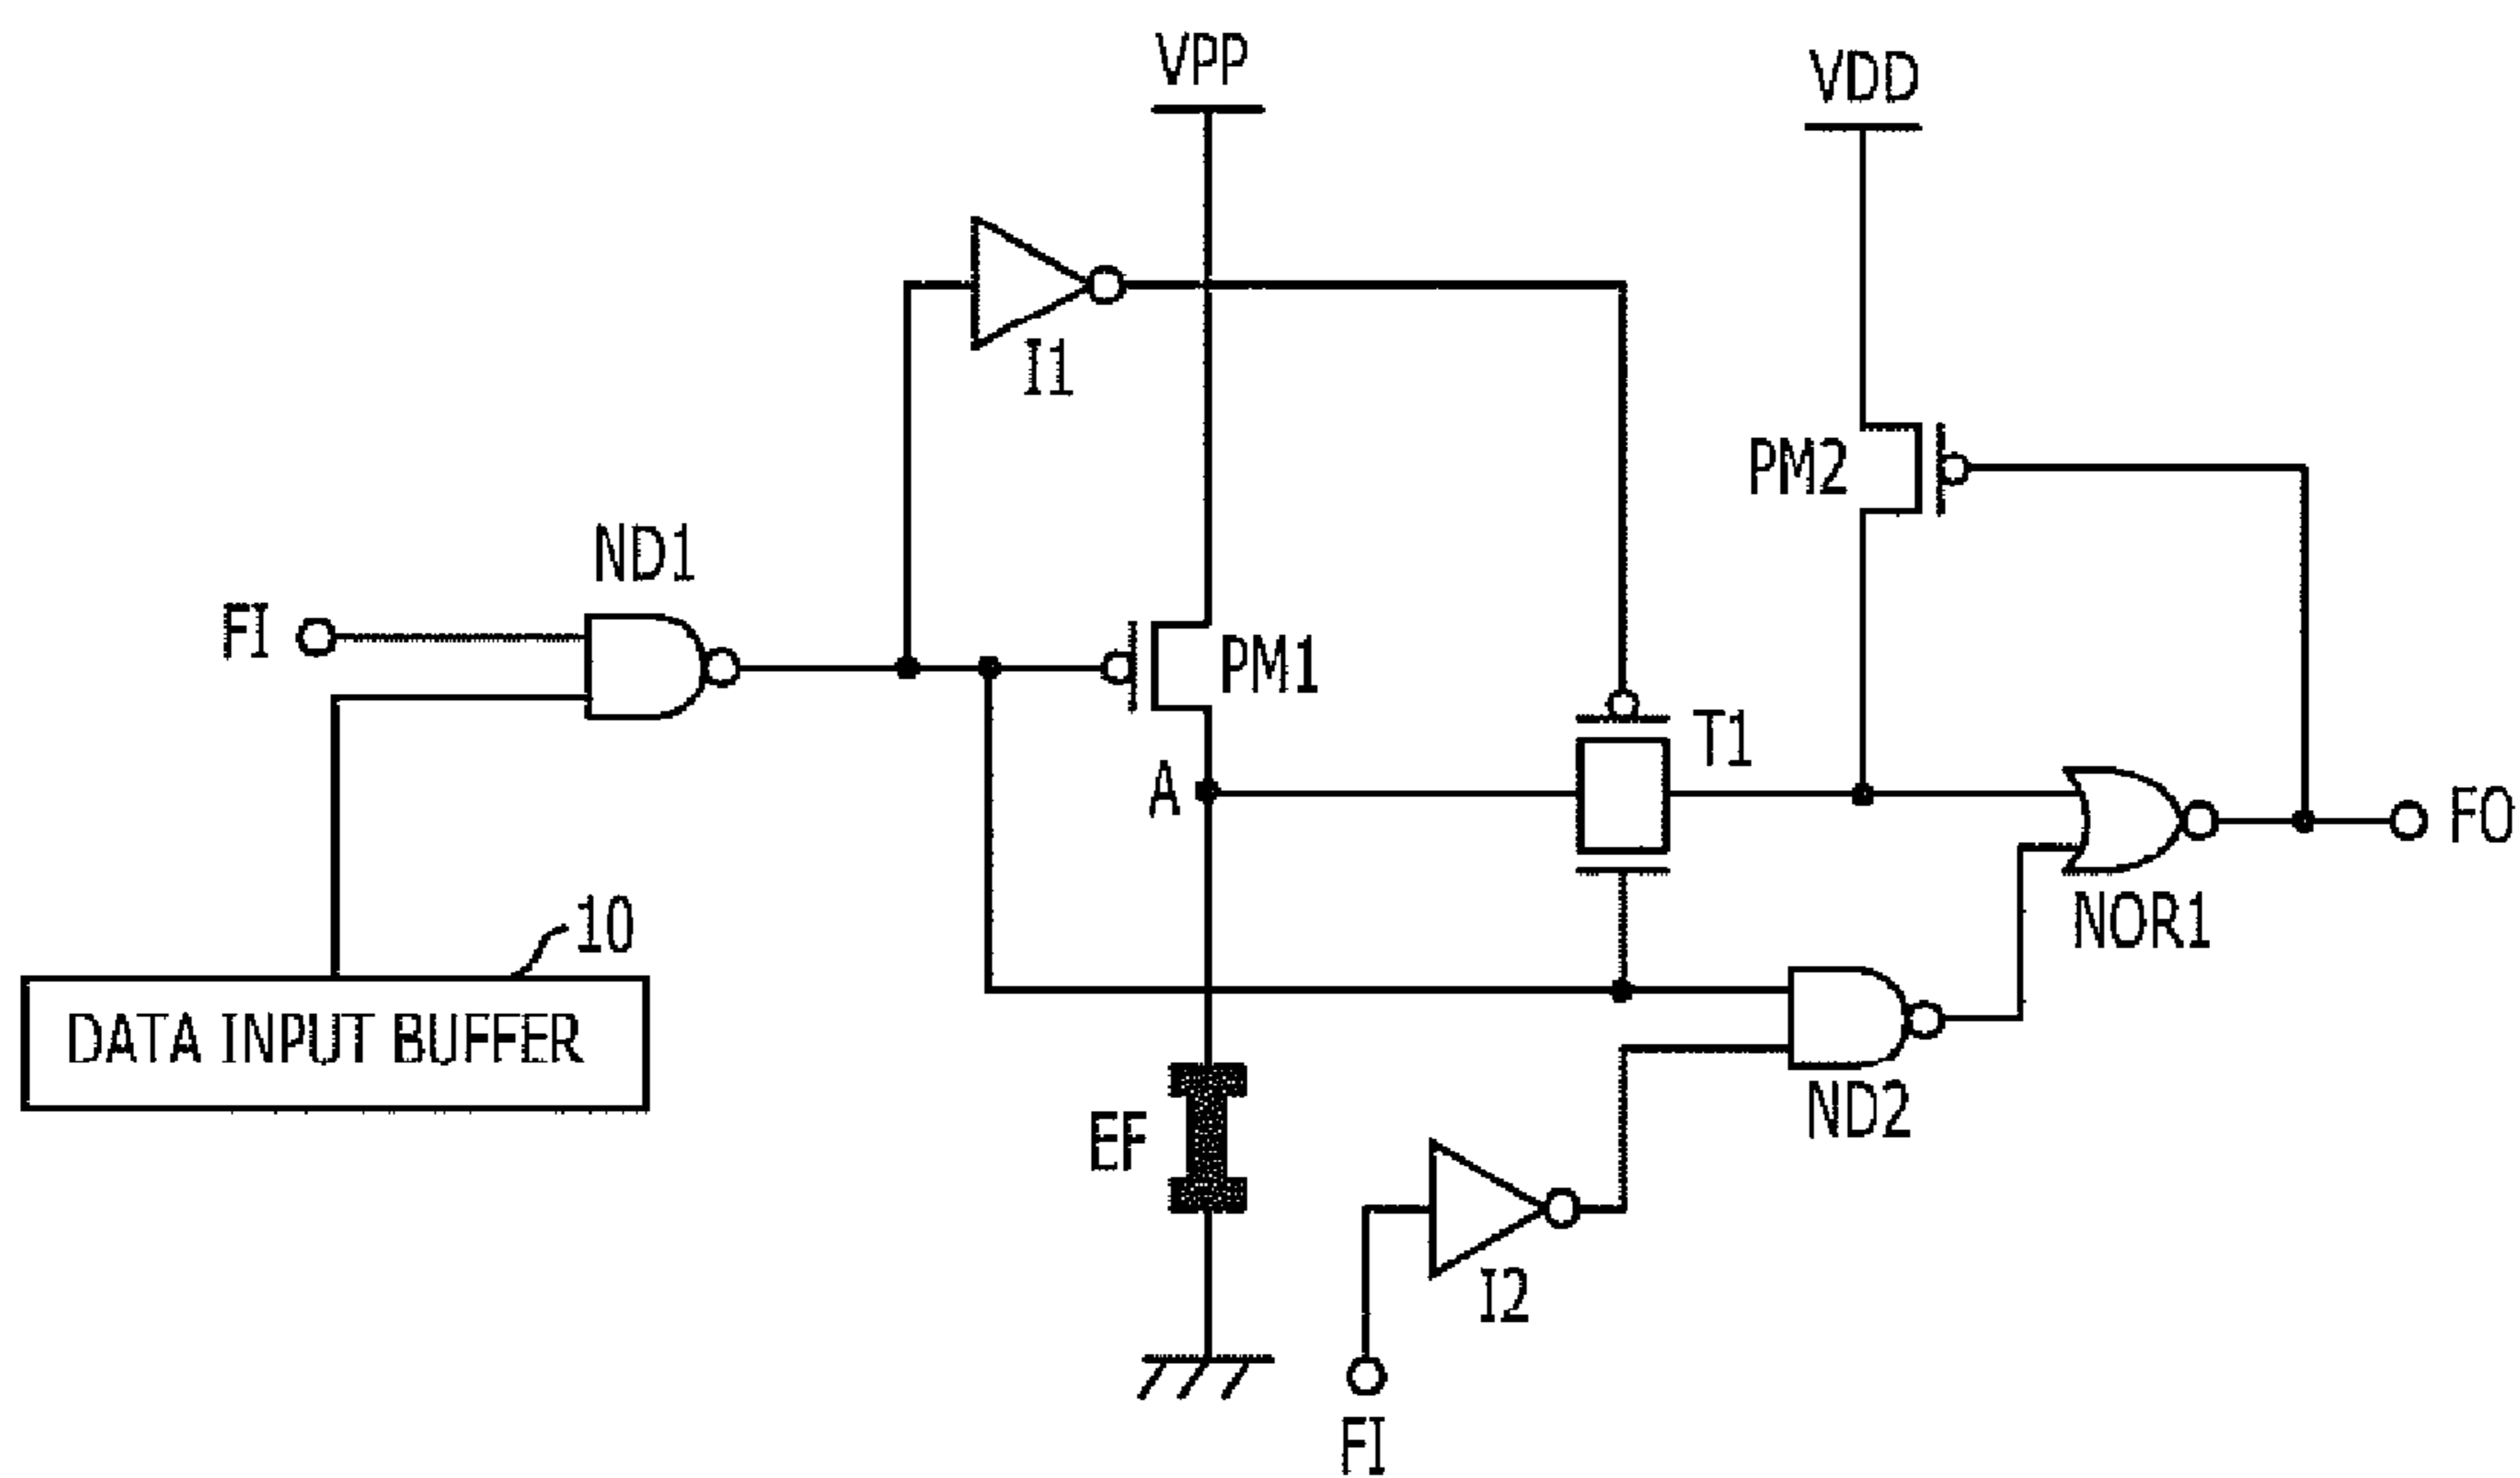 VPP
VDD
I1
PM2
ND1
FI
PM1
T1
A
FO
10
NOR1
DATA INPUT BUFFER
EF
ND2
I2
FI